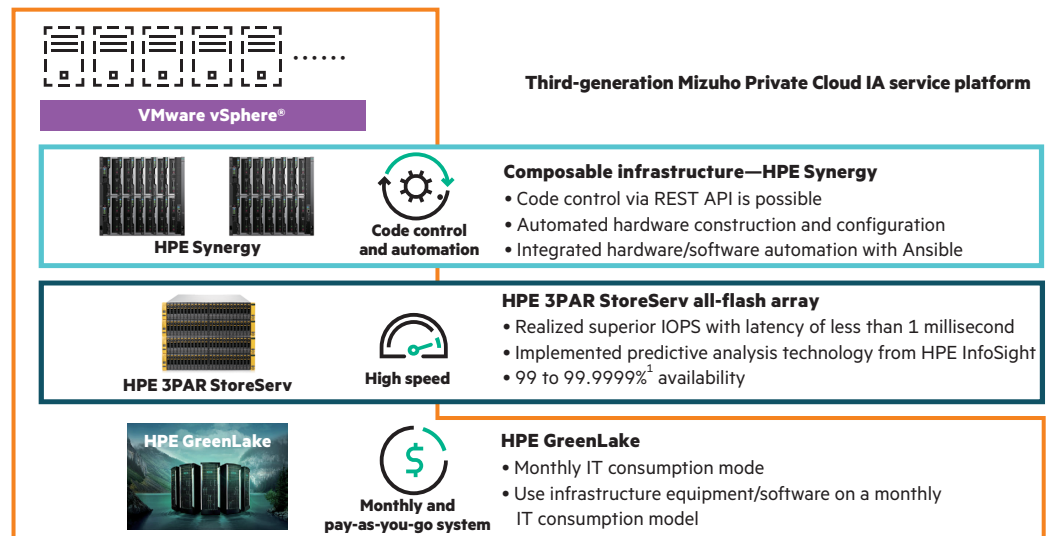 ......
Third-generation Mizuho Private Cloud IA service platform
VMware vSphere®
HPE Synergy
Code control
and automation
Composable infrastructure—HPE Synergy
• Code control via REST API is possible
• Automated hardware construction and configuration
• Integrated hardware/software automation with Ansible
HPE 3PAR StoreServ
High speed
HPE 3PAR StoreServ all-flash array
• Realized superior IOPS with latency of less than 1 millisecond
• Implemented predictive analysis technology from HPE InfoSight
• 99 to 99.9999%¹ availability
HPE GreenLake
$
Monthly and
pay-as-you-go system
HPE GreenLake
• Monthly IT consumption mode
• Use infrastructure equipment/software on a monthly
IT consumption model